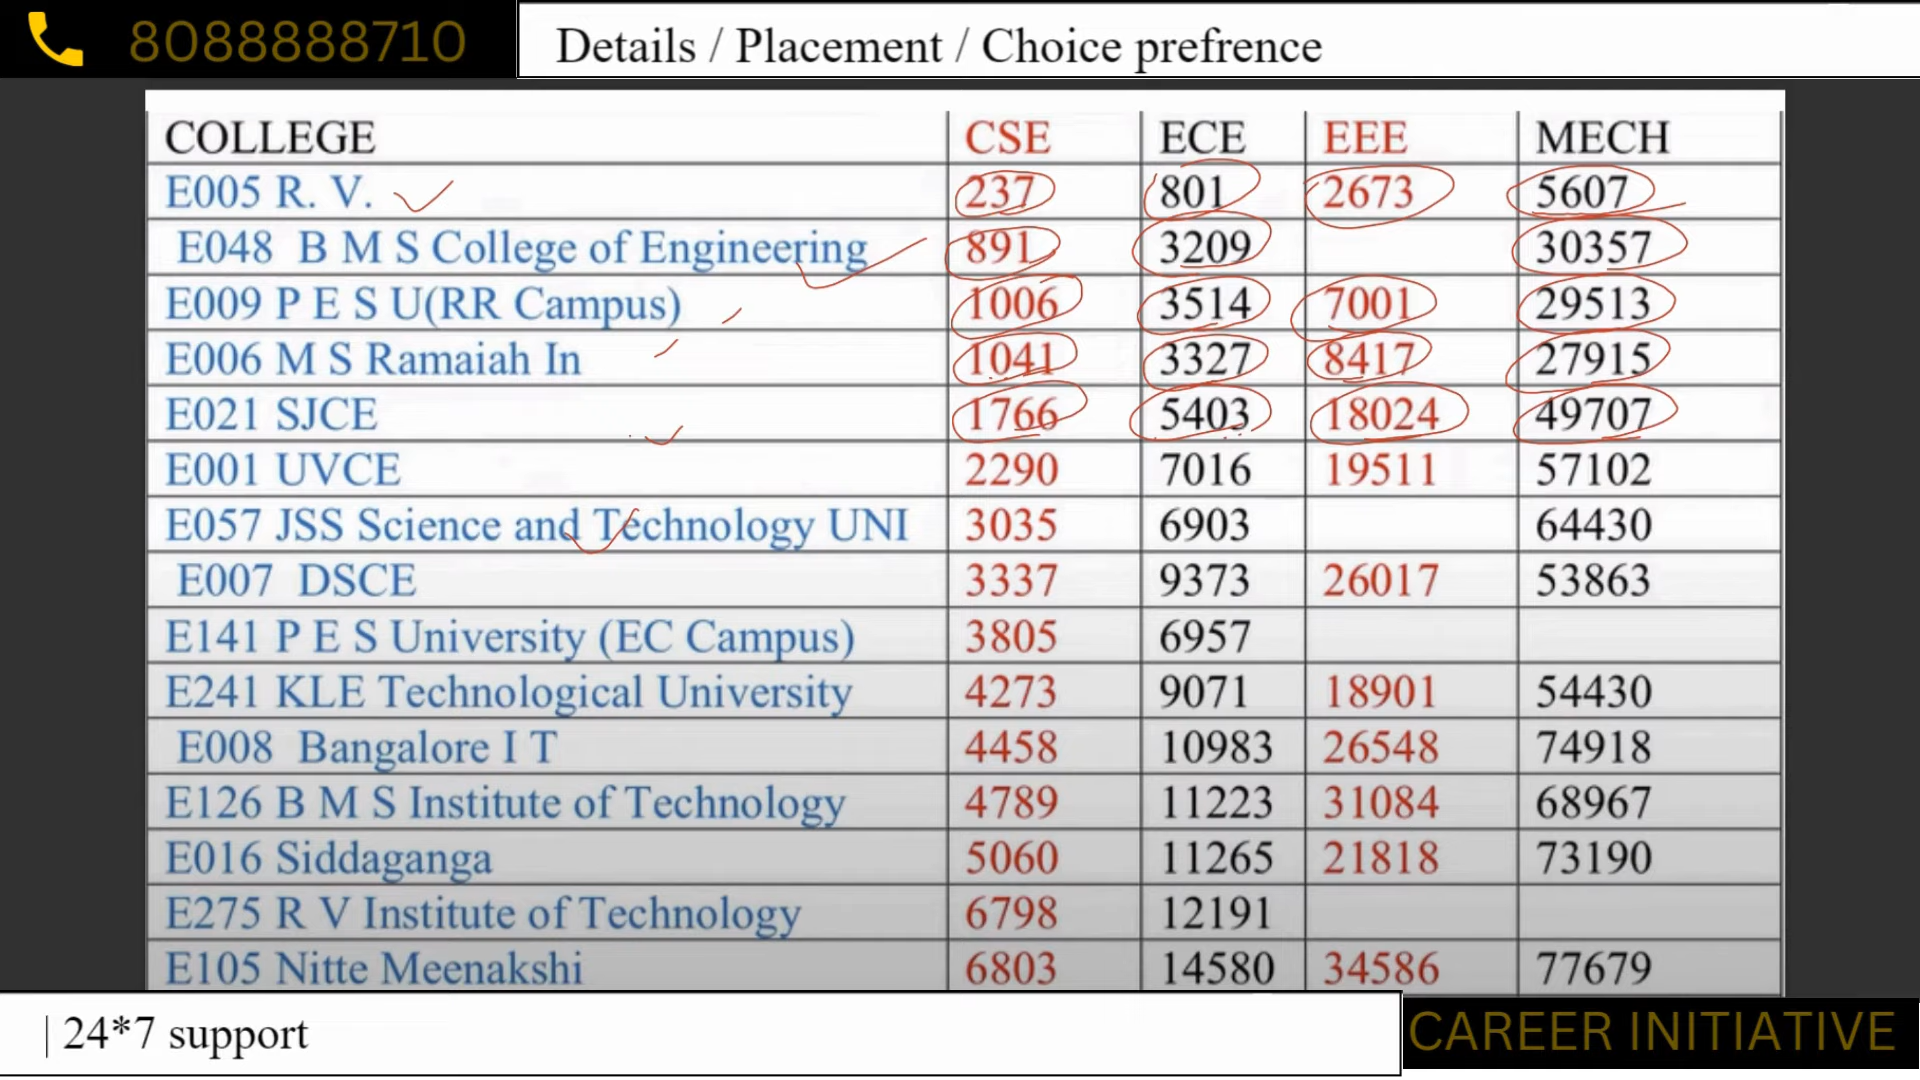 8088888710 Details / Placement / Choice prefrence
COLLEGE CSE ECE EEE MECH
E005 R. V. 237 801 2673 5607
E048 B M S College of Engineering 891 3209 30357
E009 P E S U(RR Campus) 1006 3514 7001 29513
E006 M S Ramaiah In 1041 3327 8417 27915
E021 SJCE 1766 5403 18024 49707
E001 UVCE 2290 7016 19511 57102
E057 JSS Science and Technology UNI 3035 6903 64430
E007 DSCE 3337 9373 26017 53863
E141 P E S University (EC Campus) 3805 6957
E241 KLE Technological University 4273 9071 18901 54430
E008 Bangalore I T 4458 10983 26548 74918
E126 B M S Institute of Technology 4789 11223 31084 68967
E016 Siddaganga 5060 11265 21818 73190
E275 R V Institute of Technology 6798 12191
E105 Nitte Meenakshi 6803 14580 34586 77679
| 24*7 support CAREER INITIATIVE